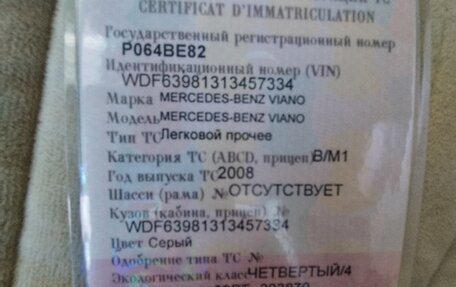 CERTIFICAT D'IMMATRICULATION
Государственный регистрационный номер
Р064ВЕ82
Идентификационный номер (VIN)
WDF63981313457334
Марка MERCEDES-BENZ VIANO
Модель MERCEDES-BENZ VIANO
Тип ТС Легковой прочее
Категория ТС (ABCD, прицеп) В/М1
Год выпуска ТС 2008
Шасси (рама) № ОТСУТСТВУЕТ
Кузов (кабина, прицеп) №
WDF63981313457334
Цвет Серый
Одобрение типа ТС №
Экологический класс ЧЕТВЕРТЫЙ/4